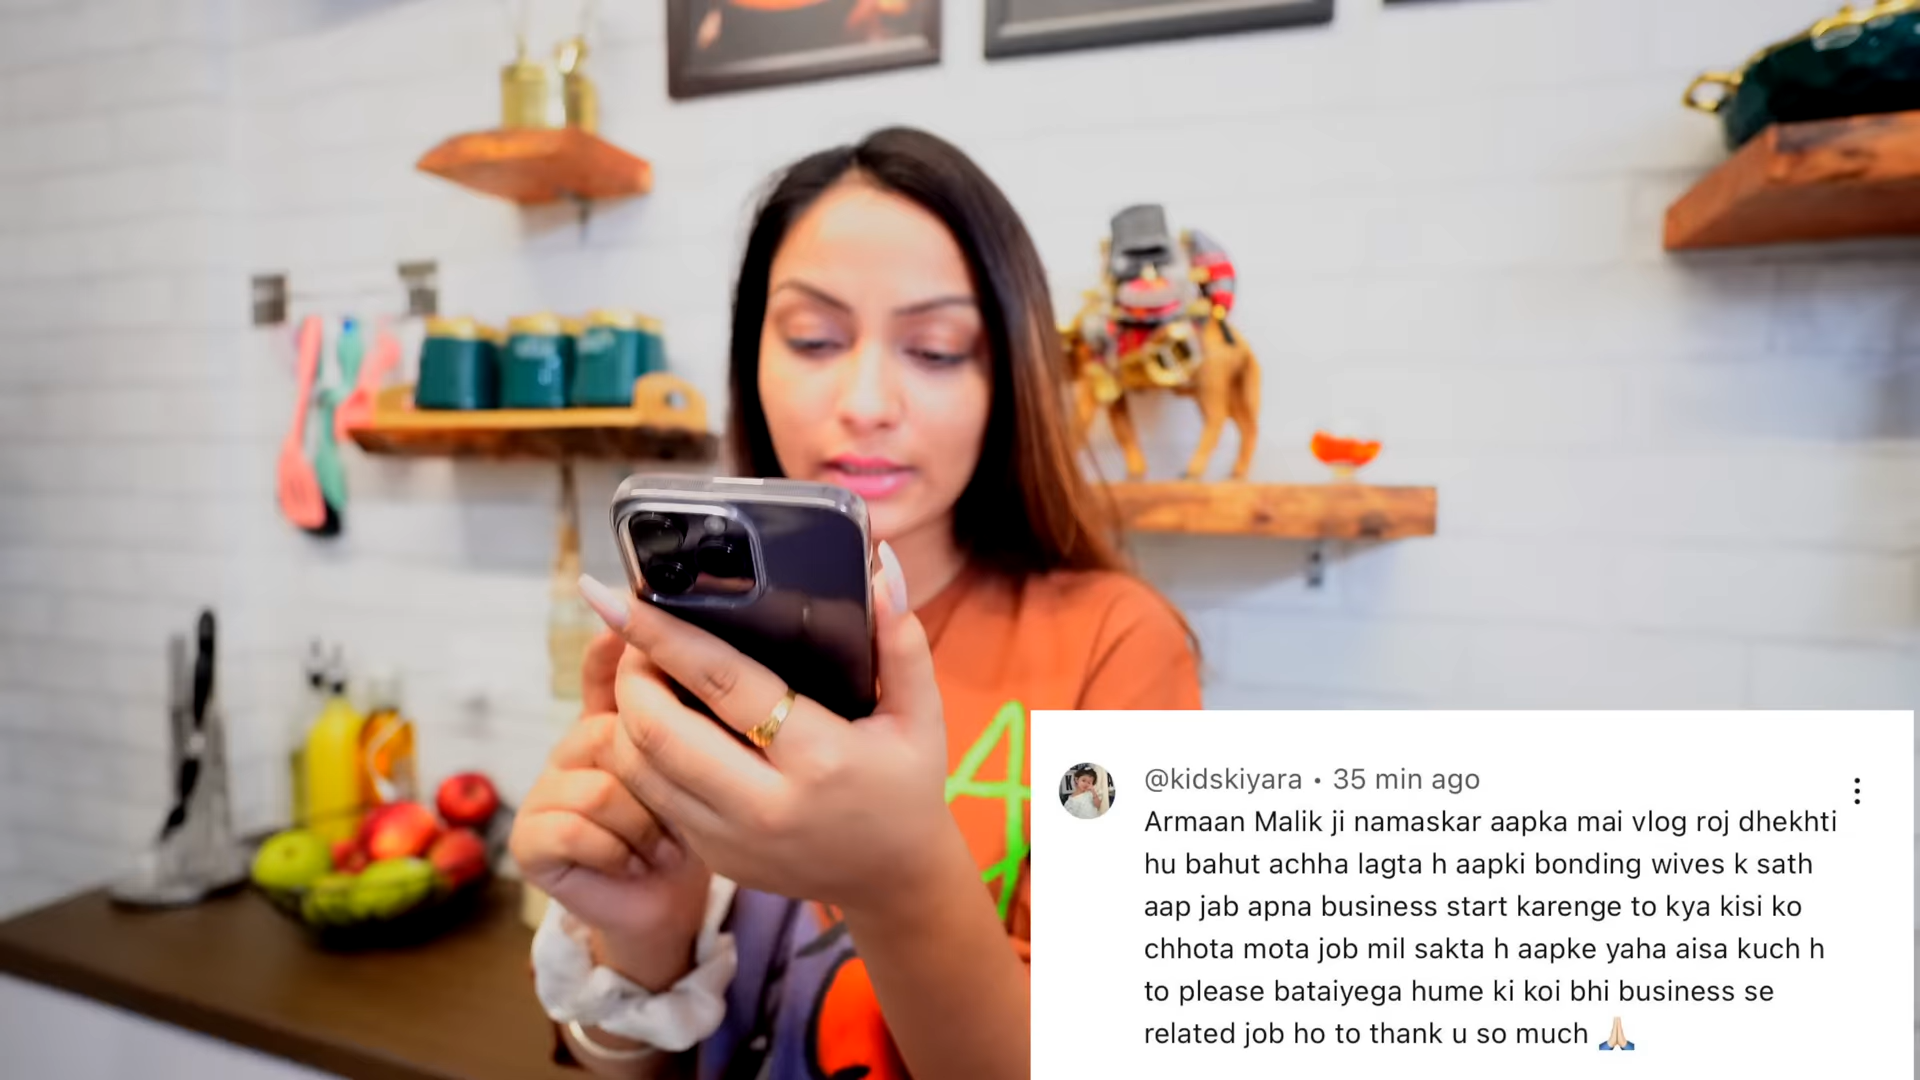 @kidskiyara • 35 min ago
Armaan Malik ji namaskar aapka mai vlog roj dhekhti
hu bahut achha lagta h aapki bonding wives k sath
aap jab apna business start karenge to kya kisi ko
chhota mota job mil sakta h aapke yaha aisa kuch h
to please bataiyega hume ki koi bhi business se
related job ho to thank u so much 🙏🏻